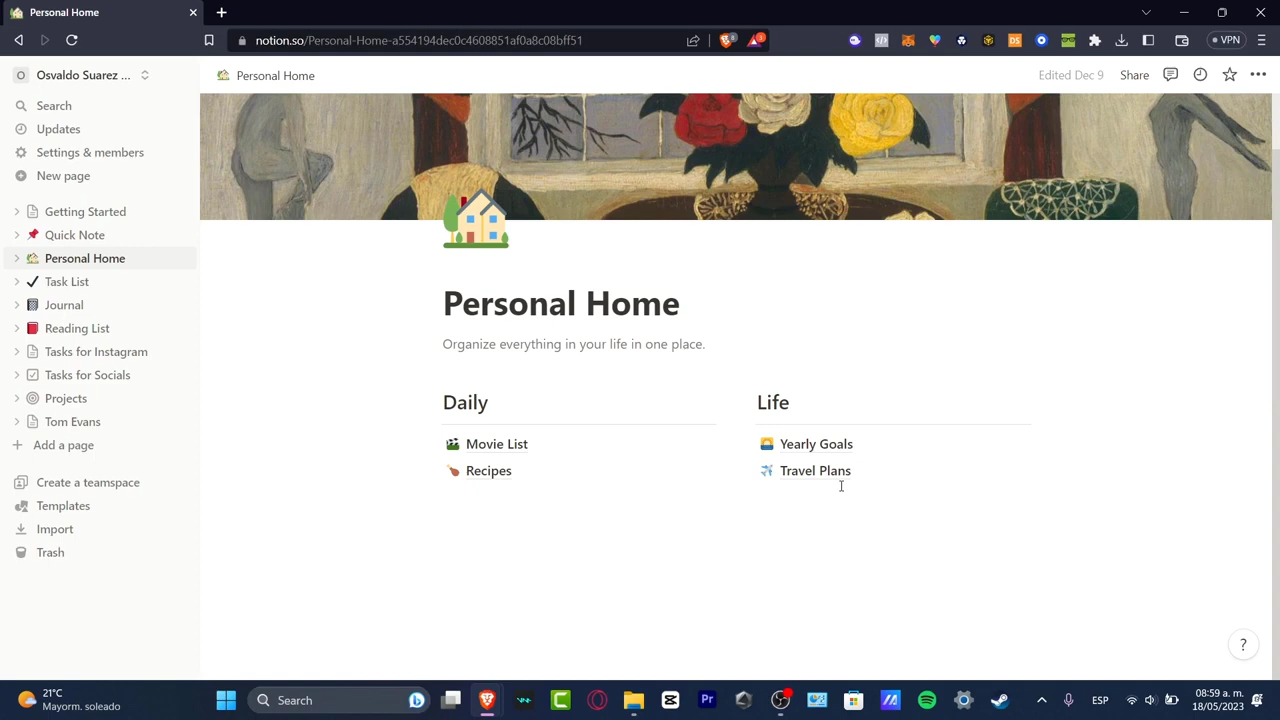 Personal Home
notion.so/Personal-Home-a554194dec0c4608851af0a8c08bff51
8
3
DS
VPN
O Osvaldo Suarez ...
Personal Home
Edited Dec 9
Share
Search
Updates
Settings & members
New page
Getting Started
Quick Note
Personal Home
Task List
Journal
Reading List
Tasks for Instagram
Tasks for Socials
Projects
Tom Evans
Add a page
Create a teamspace
Templates
Import
Trash
Personal Home
Organize everything in your life in one place.
Daily
Movie List
Recipes
Life
Yearly Goals
Travel Plans
?
21°C
Mayorm. soleado
Search
Pr
ESP
08:59 a. m.
18/05/2023